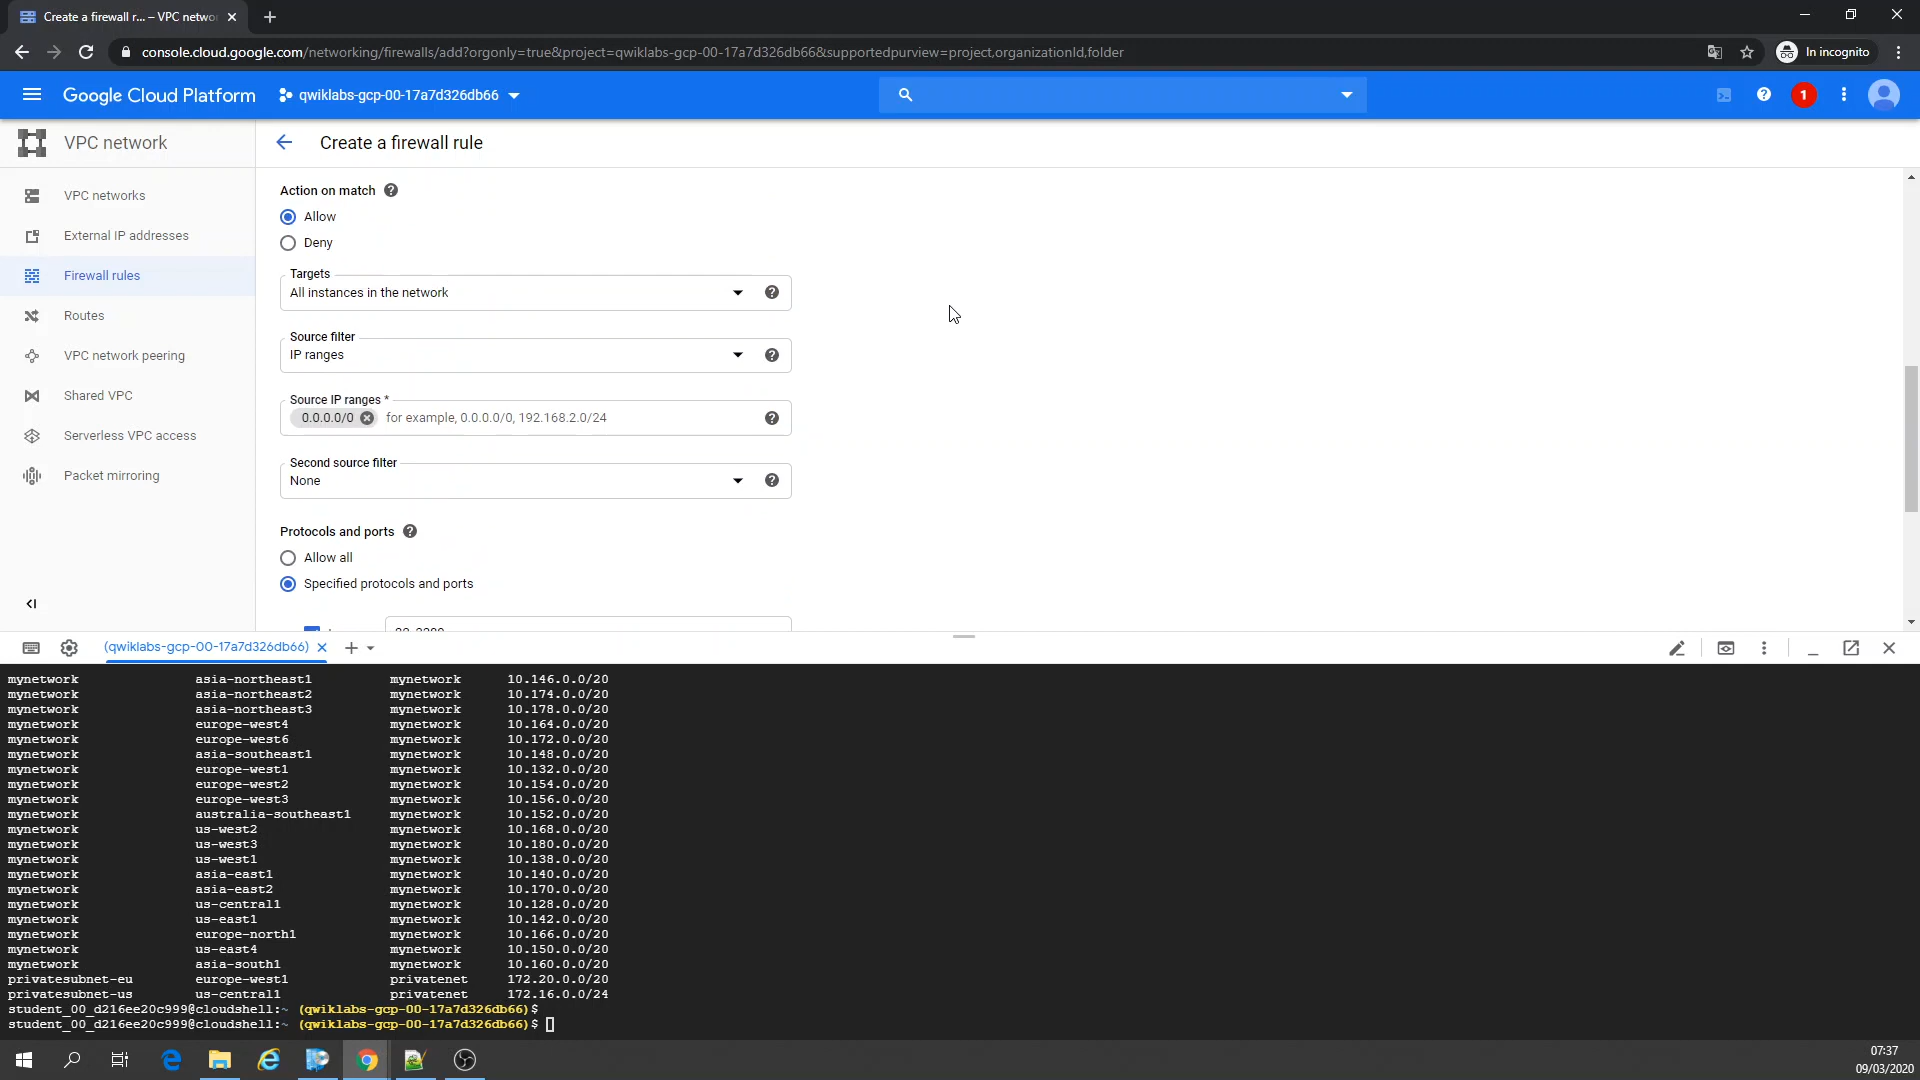 Create a firewall r... – VPC netwo
console.cloud.google.com/networking/firewalls/add?orgonly=true&project=qwiklabs-gcp-00-17a7d326db66&supportedpurview=project,organizationId,folder
In incognito
Google Cloud Platform
qwiklabs-gcp-00-17a7d326db66
1
VPC network
Create a firewall rule
VPC networks
External IP addresses
Firewall rules
Routes
VPC network peering
Shared VPC
Serverless VPC access
Packet mirroring
Action on match
Allow
Deny
Targets
All instances in the network
Source filter
IP ranges
Source IP ranges *
0.0.0.0/0 for example, 0.0.0.0/0, 192.168.2.0/24
Second source filter
None
Protocols and ports
Allow all
Specified protocols and ports
(qwiklabs-gcp-00-17a7d326db66)
mynetwork asia-northeast1 mynetwork 10.146.0.0/20
mynetwork asia-northeast2 mynetwork 10.174.0.0/20
mynetwork asia-northeast3 mynetwork 10.178.0.0/20
mynetwork europe-west4 mynetwork 10.164.0.0/20
mynetwork europe-west6 mynetwork 10.172.0.0/20
mynetwork asia-southeast1 mynetwork 10.148.0.0/20
mynetwork europe-west1 mynetwork 10.132.0.0/20
mynetwork europe-west2 mynetwork 10.154.0.0/20
mynetwork europe-west3 mynetwork 10.156.0.0/20
mynetwork australia-southeast1 mynetwork 10.152.0.0/20
mynetwork us-west2 mynetwork 10.168.0.0/20
mynetwork us-west3 mynetwork 10.180.0.0/20
mynetwork us-west1 mynetwork 10.138.0.0/20
mynetwork asia-east1 mynetwork 10.140.0.0/20
mynetwork asia-east2 mynetwork 10.170.0.0/20
mynetwork us-central1 mynetwork 10.128.0.0/20
mynetwork us-east1 mynetwork 10.142.0.0/20
mynetwork europe-north1 mynetwork 10.166.0.0/20
mynetwork us-east4 mynetwork 10.150.0.0/20
mynetwork asia-south1 mynetwork 10.160.0.0/20
privatesubnet-eu europe-west1 privatenet 172.20.0.0/20
privatesubnet-us us-central1 privatenet 172.16.0.0/24
student_00_d216ee20c999@cloudshell:~ (qwiklabs-gcp-00-17a7d326db66)$
student_00_d216ee20c999@cloudshell:~ (qwiklabs-gcp-00-17a7d326db66)$
07:37
09/03/2020